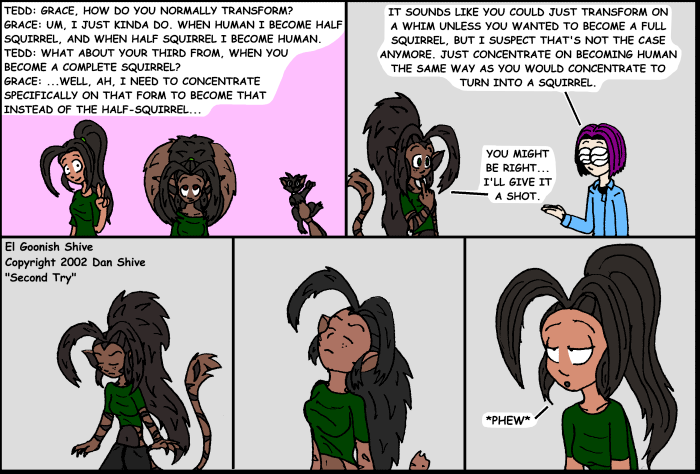 TEDD: GRACE, HOW DO YOU NORMALLY TRANSFORM?
GRACE: UM, I JUST KINDA DO. WHEN HUMAN I BECOME HALF
SQUIRREL, AND WHEN HALF SQUIRREL I BECOME HUMAN.
TEDD: WHAT ABOUT YOUR THIRD FROM, WHEN YOU
BECOME A COMPLETE SQUIRREL?
GRACE: ...WELL, AH, I NEED TO CONCENTRATE
SPECIFICALLY ON THAT FORM TO BECOME THAT
INSTEAD OF THE HALF-SQUIRREL...
IT SOUNDS LIKE YOU COULD JUST TRANSFORM ON
A WHIM UNLESS YOU WANTED TO BECOME A FULL
SQUIRREL, BUT I SUSPECT THAT'S NOT THE CASE
ANYMORE. JUST CONCENTRATE ON BECOMING HUMAN
THE SAME WAY AS YOU WOULD CONCENTRATE TO
TURN INTO A SQUIRREL.
YOU MIGHT
BE RIGHT...
I'LL GIVE IT
A SHOT.
El Goonish Shive
Copyright 2002 Dan Shive
"Second Try"
*PHEW*